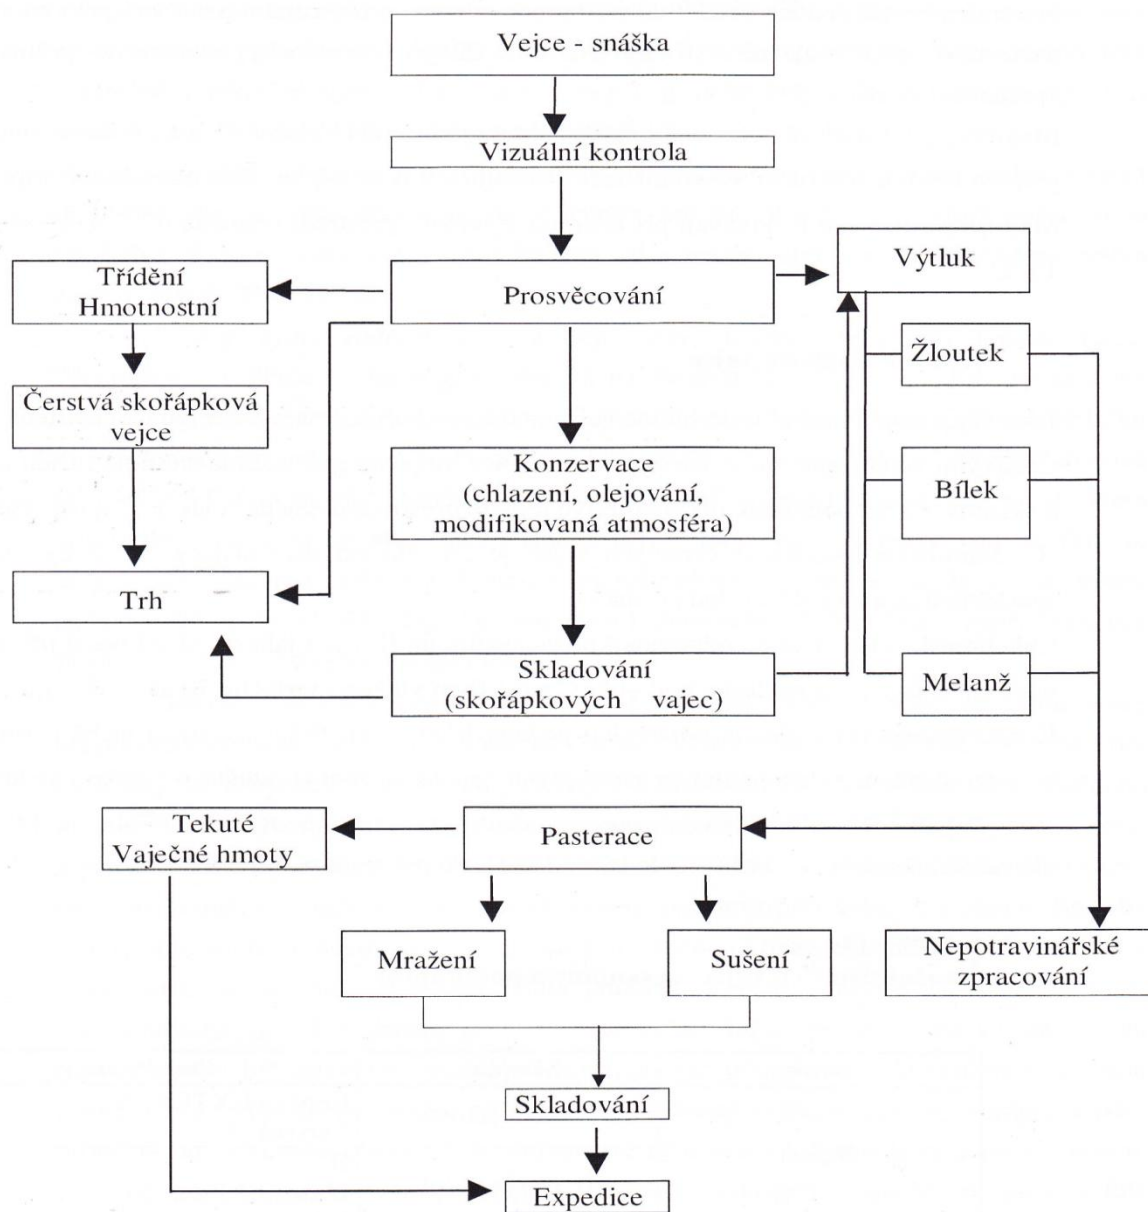 Vejce - snáška
Vizuální kontrola
Třídění
Hmotnostní
Prosvěcování
Výtluk
Žloutek
Čerstvá skořápková
vejce
Konzervace
(chlazení, olejování,
modifikovaná atmosféra)
Bílek
Trh
Skladování
(skořápkových vajec)
Melanž
Tekuté
Vaječné hmoty
Pasterace
Mražení
Sušení
Nepotravinářské
zpracování
Skladování
Expedice